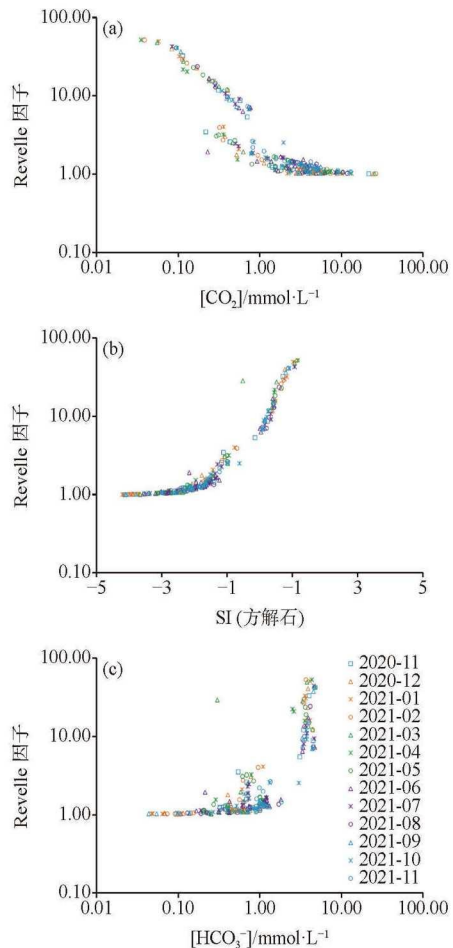 100.00
(a)
10.00
1.00
0.10
Revelle 因子
0.01 0.10 1.00 10.00 100.00
[CO₂]/mmol·L⁻¹
100.00
(b)
10.00
1.00
0.10
Revelle 因子
−5 −3 −1 −1 3 5
SI (方解石)
100.00
(c)
10.00
1.00
0.10
Revelle 因子
2020-11
2020-12
2021-01
2021-02
2021-03
2021-04
2021-05
2021-06
2021-07
2021-08
2021-09
2021-10
2021-11
0.01 0.10 1.00 10.00 100.00
[HCO₃⁻]/mmol·L⁻¹